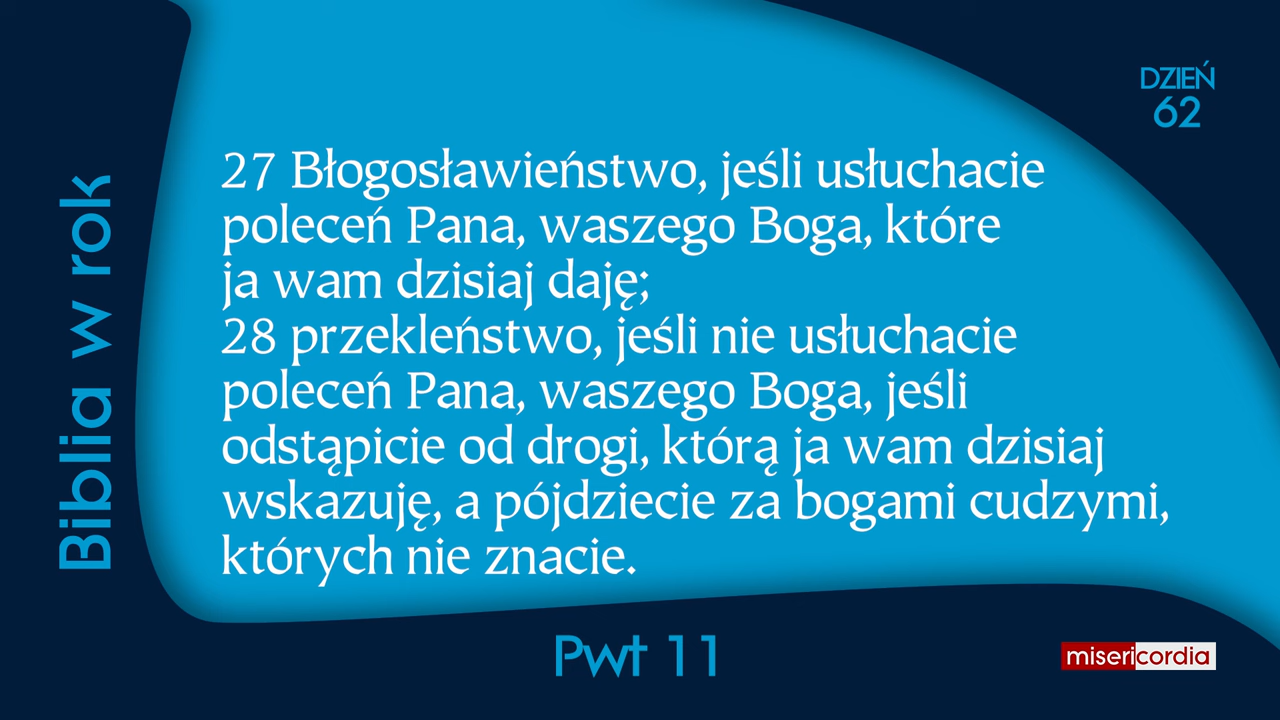 DZIEŃ
62
Biblia w rok
27 Błogosławieństwo, jeśli usłuchacie
poleceń Pana, waszego Boga, które
ja wam dzisiaj daję;
28 przekleństwo, jeśli nie usłuchacie
poleceń Pana, waszego Boga, jeśli
odstąpicie od drogi, którą ja wam dzisiaj
wskazuję, a pójdziecie za bogami cudzymi,
których nie znacie.
Pwt 11
misericordia